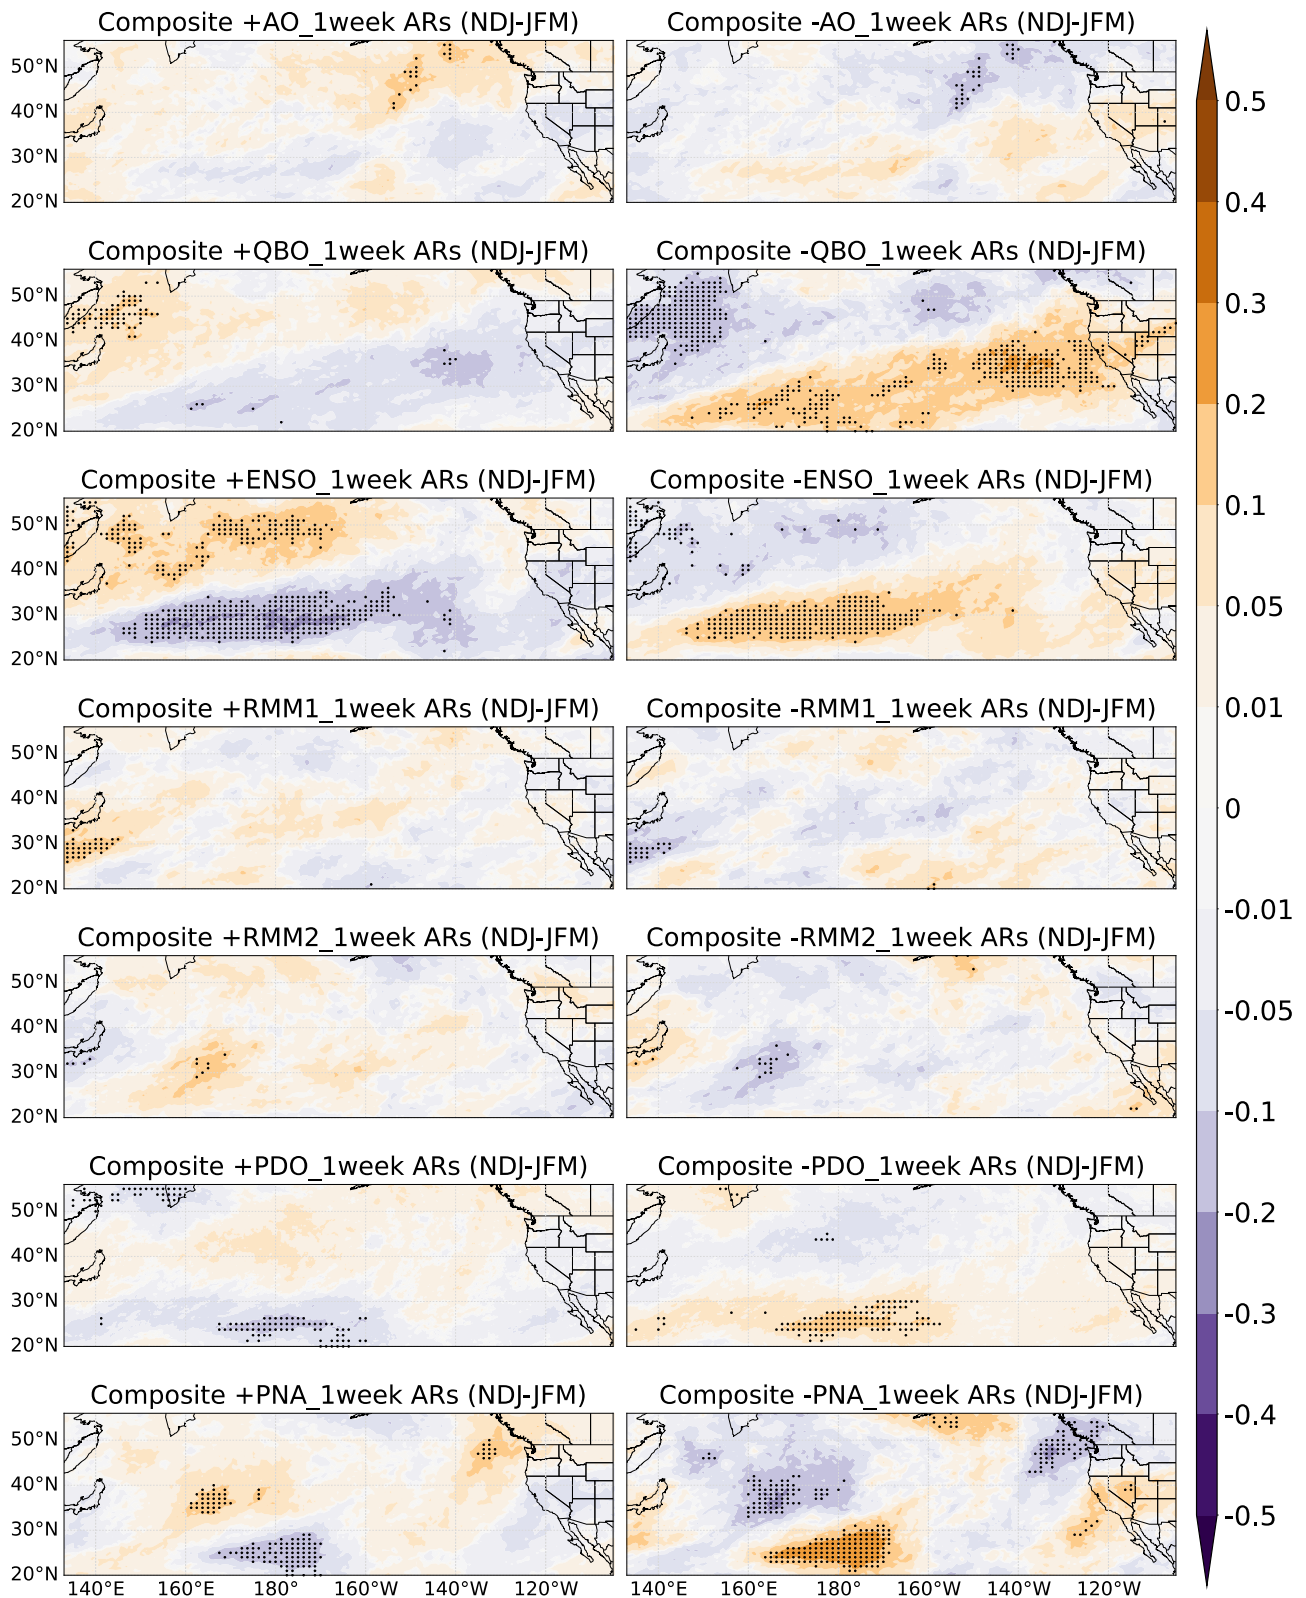 Composite +AO_1week ARs (NDJ-JFM)
Composite -AO_1week ARs (NDJ-JFM)
50°N
40°N
30°N
20°N
Composite +QBO_1week ARs (NDJ-JFM)
Composite -QBO_1week ARs (NDJ-JFM)
50°N
40°N
30°N
20°N
Composite +ENSO_1week ARs (NDJ-JFM)
Composite -ENSO_1week ARs (NDJ-JFM)
50°N
40°N
30°N
20°N
Composite +RMM1_1week ARs (NDJ-JFM)
Composite -RMM1_1week ARs (NDJ-JFM)
50°N
40°N
30°N
20°N
Composite +RMM2_1week ARs (NDJ-JFM)
Composite -RMM2_1week ARs (NDJ-JFM)
50°N
40°N
30°N
20°N
Composite +PDO_1week ARs (NDJ-JFM)
Composite -PDO_1week ARs (NDJ-JFM)
50°N
40°N
30°N
20°N
Composite +PNA_1week ARs (NDJ-JFM)
Composite -PNA_1week ARs (NDJ-JFM)
50°N
40°N
30°N
20°N
140°E 160°E 180° 160°W 140°W 120°W
140°E 160°E 180° 160°W 140°W 120°W
0.5
0.4
0.3
0.2
0.1
0.05
0.01
0
-0.01
-0.05
-0.1
-0.2
-0.3
-0.4
-0.5